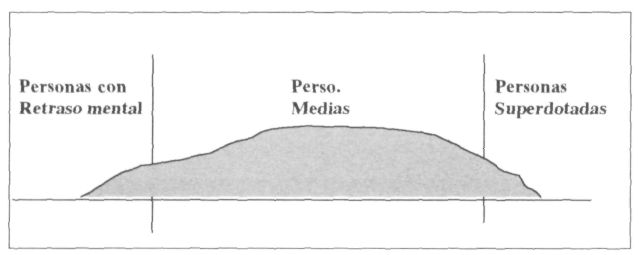 Personas con
Retraso mental
Perso.
Medias
Personas
Superdotadas